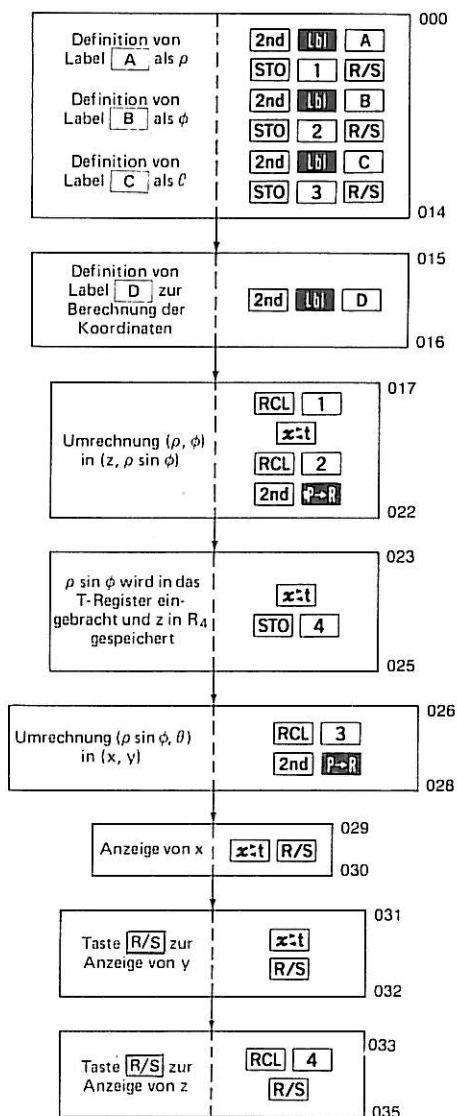 000
Definition von
Label A als ρ
2nd Lbl A
STO 1 R/S
Definition von
Label B als ϕ
2nd Lbl B
STO 2 R/S
Definition von
Label C als
2nd Lbl C
STO 3 R/S
014
015
Definition von
Label D zur
Berechnung der
Koordinaten
2nd Lbl D
016
017
Umrechnung (ρ, ϕ)
in (z, ρ sin ϕ)
RCL 1
x⇄t
RCL 2
2nd P→R
022
023
ρ sin ϕ wird in das
T-Register ein-
gebracht und z in R₄
gespeichert
x⇄t
STO 4
025
026
Umrechnung (ρ sin ϕ, θ)
in (x, y)
RCL 3
2nd P→R
028
029
Anzeige von x
x⇄t R/S
030
031
Taste R/S zur
Anzeige von y
x⇄t
R/S
032
033
Taste R/S zur
Anzeige von z
RCL 4
R/S
035